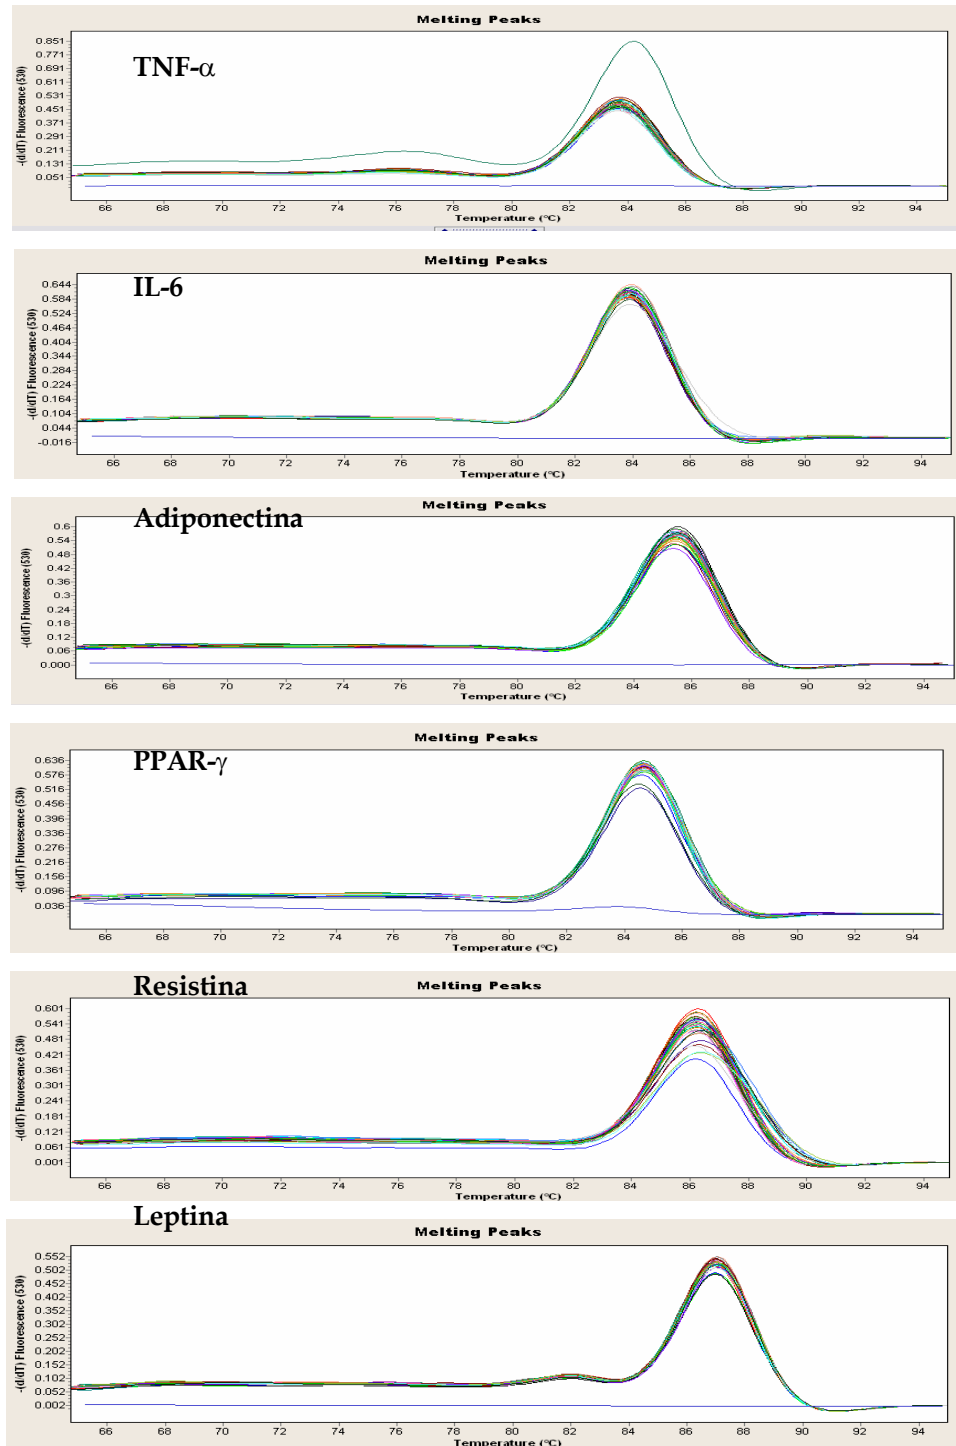 Melting Peaks
TNF-α
0.851
0.771
0.691
0.611
0.531
0.451
0.371
0.291
0.211
0.131
0.051
-(d/dT) Fluorescence (530)
66 68 70 72 74 76 78 80 82 84 86 88 90 92 94
Temperature (°C)
Melting Peaks
IL-6
0.644
0.584
0.524
0.464
0.404
0.344
0.284
0.224
0.164
0.104
0.044
-0.016
-(d/dT) Fluorescence (530)
66 68 70 72 74 76 78 80 82 84 86 88 90 92 94
Temperature (°C)
Melting Peaks
Adiponectina
0.6
0.54
0.48
0.42
0.36
0.3
0.24
0.18
0.12
0.06
0.000
-(d/dT) Fluorescence (530)
66 68 70 72 74 76 78 80 82 84 86 88 90 92 94
Temperature (°C)
Melting Peaks
PPAR-γ
0.636
0.576
0.516
0.456
0.396
0.336
0.276
0.216
0.156
0.096
0.036
-(d/dT) Fluorescence (530)
66 68 70 72 74 76 78 80 82 84 86 88 90 92 94
Temperature (°C)
Resistina
Melting Peaks
0.601
0.541
0.481
0.421
0.361
0.301
0.241
0.181
0.121
0.061
0.001
-(d/dT) Fluorescence (530)
66 68 70 72 74 76 78 80 82 84 86 88 90 92 94
Temperature (°C)
Leptina
Melting Peaks
0.552
0.502
0.452
0.402
0.352
0.302
0.252
0.202
0.152
0.102
0.052
0.002
-(d/dT) Fluorescence (530)
66 68 70 72 74 76 78 80 82 84 86 88 90 92 94
Temperature (°C)